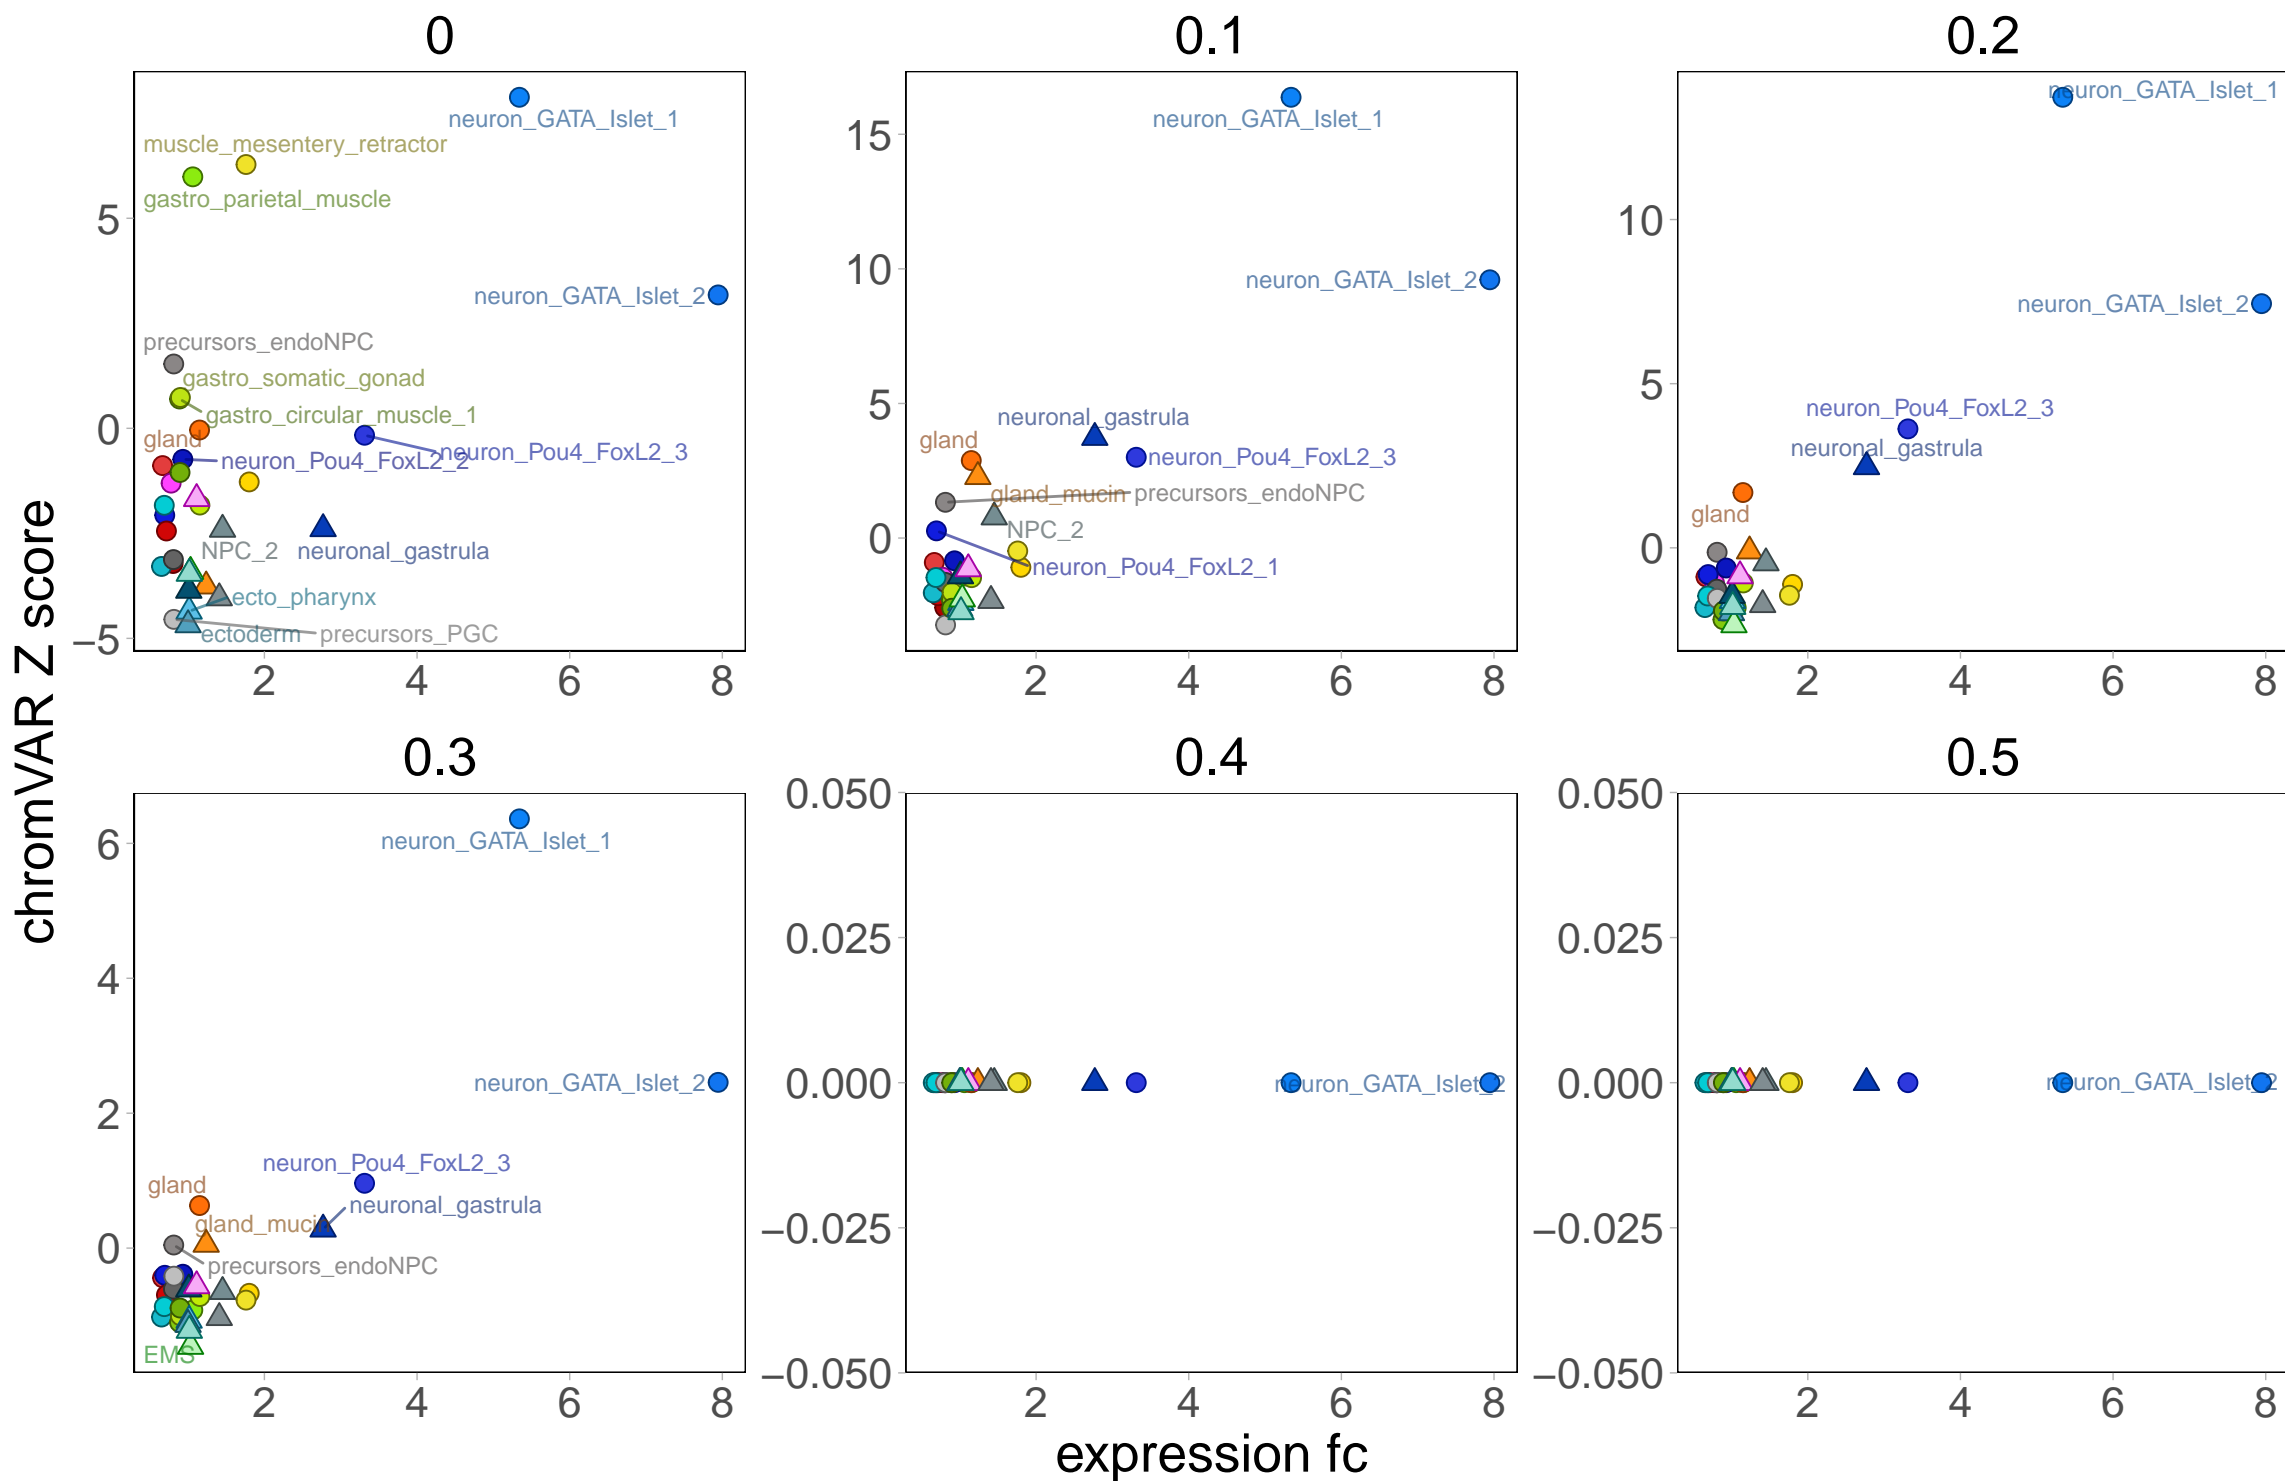 0
0.1
0.2
chromVAR Z score
5
0
−5
neuron_GATA_Islet_1
muscle_mesentery_retractor
gastro_parietal_muscle
neuron_GATA_Islet_2
precursors_endoNPC
gastro_somatic_gonad
gastro_circular_muscle_1
gland
neuron_Pou4_FoxL2_3
neuron_Pou4_FoxL2_2
NPC_2
neuronal_gastrula
ecto_pharynx
ectoderm
precursors_PGC
2 4 6 8
15
10
5
0
neuron_GATA_Islet_1
neuron_GATA_Islet_2
neuronal_gastrula
gland
neuron_Pou4_FoxL2_3
gland_mucin
precursors_endoNPC
NPC_2
neuron_Pou4_FoxL2_1
2 4 6 8
10
5
0
neuron_GATA_Islet_1
neuron_GATA_Islet_2
neuron_Pou4_FoxL2_3
neuronal_gastrula
gland
2 4 6 8
0.3
0.4
0.5
6
4
2
0
neuron_GATA_Islet_1
neuron_GATA_Islet_2
neuron_Pou4_FoxL2_3
gland
neuronal_gastrula
gland_mucin
precursors_endoNPC
EMS
2 4 6 8
0.050
0.025
0.000
−0.025
−0.050
neuron_GATA_Islet_2
2 4 6 8
0.050
0.025
0.000
−0.025
−0.050
neuron_GATA_Islet_2
2 4 6 8
expression fc